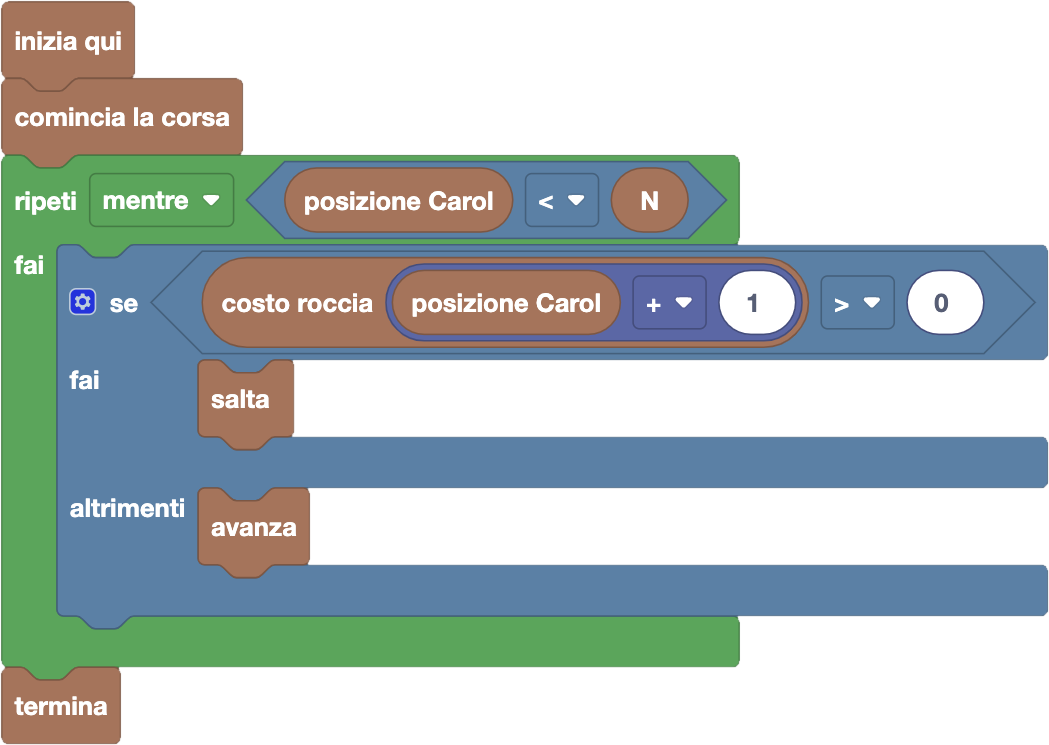 inizia qui
comincia la corsa
ripeti mentre posizione Carol < N
fai
se costo roccia posizione Carol + 1 > 0
fai
salta
altrimenti
avanza
termina